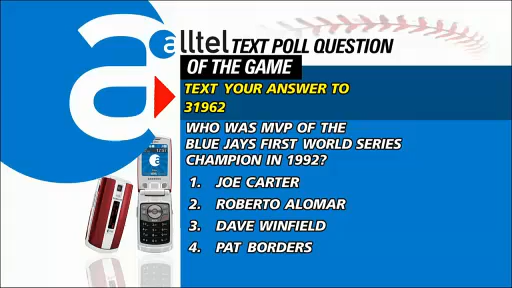 a
alltel TEXT POLL QUESTION
OF THE GAME
TEXT YOUR ANSWER TO
31962
WHO WAS MVP OF THE
BLUE JAYS FIRST WORLD SERIES
CHAMPION IN 1992?
1. JOE CARTER
2. ROBERTO ALOMAR
3. DAVE WINFIELD
4. PAT BORDERS